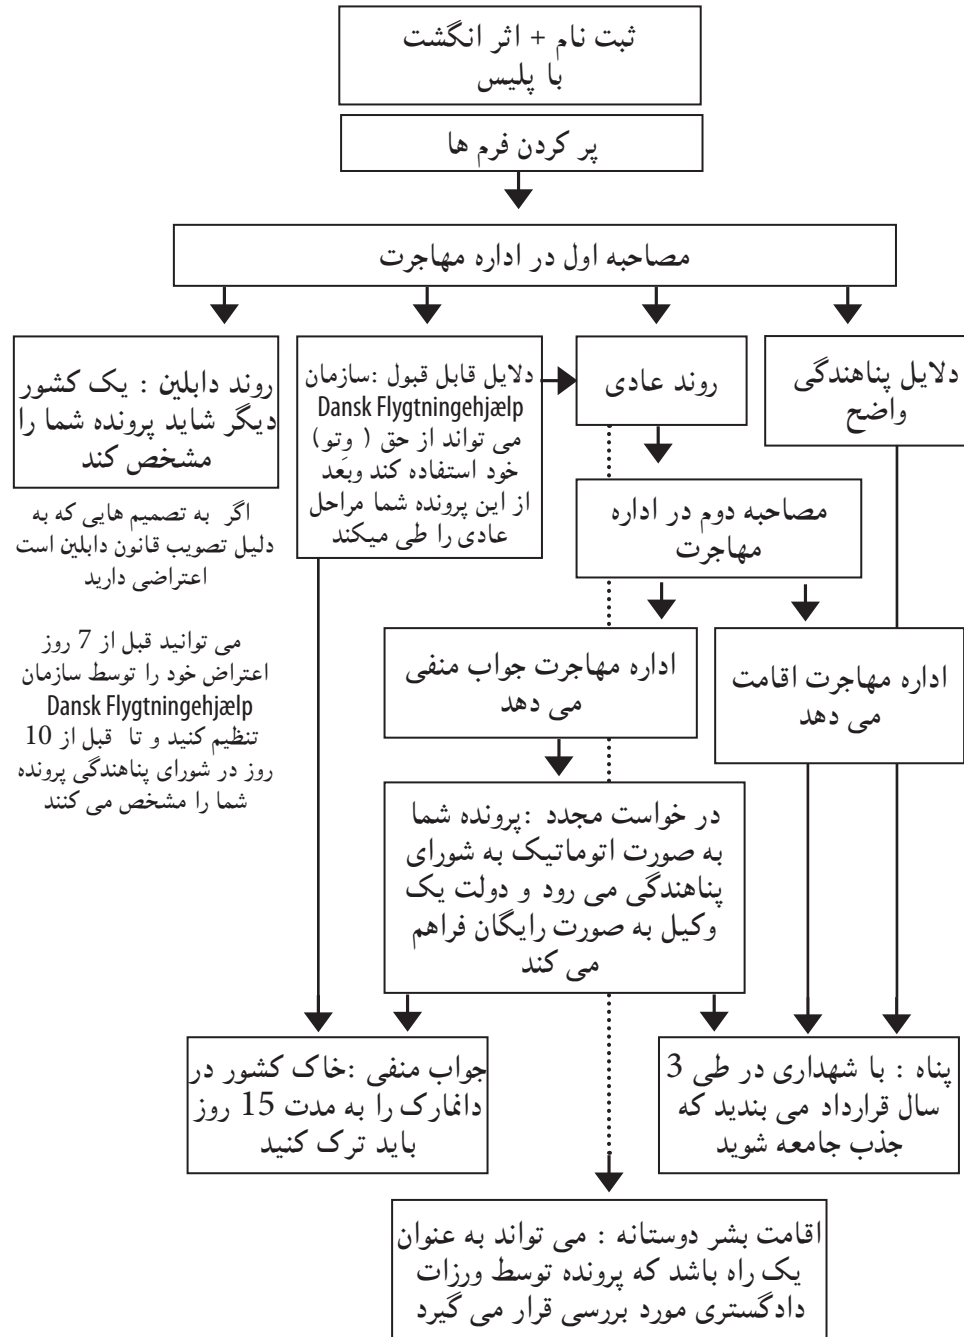 ثبت نام + اثر انگشت
با پلیس
پر کردن فرم ها
مصاحبه اول در اداره مهاجرت
دلایل پناهندگی
واضح
روند عادی
دلایل قابل قبول :سازمان
Dansk Flygtningehjælp
می تواند از حق ( وتو)
خود استفاده کند وبَعد
از این پرونده شما مراحل
عادی را طی میکند
روند دابلین : یک کشور
دیگر شاید پرونده شما را
مشخص کند
اگر به تصمیم هایی که به
دلیل تصویب قانون دابلین است
اعتراضی دارید
می توانید قبل از 7 روز
اعتراض خود را توسط سازمان
Dansk Flygtningehjælp
تنظیم کنید و تا قبل از 10
روز در شورای پناهندگی پرونده
شما را مشخص می کنند
مصاحبه دوم در اداره
مهاجرت
اداره مهاجرت اقامت
می دهد
اداره مهاجرت جواب منفی
می دهد
در خواست مجدد :پرونده شما
به صورت اتوماتیک به شورای
پناهندگی می رود و دولت یک
وکیل به صورت رایگان فراهم
می کند
پناه : با شهداری در طی 3
سال قرارداد می بندید که
جذب جامعه شوید
جواب منفی :خاک کشور در
دانمارک را به مدت 15 روز
باید ترک کنید
اقامت بشر دوستانه : می تواند به عنوان
یک راه باشد که پرونده توسط ورزات
دادگستری مورد بررسی قرار می گیرد